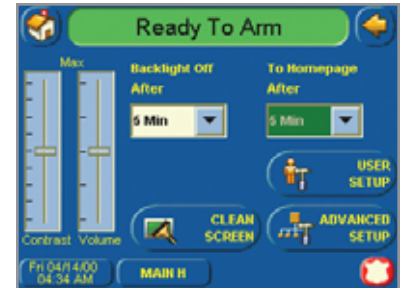 Ready To Arm
Max
Backlight Off
After
To Homepage
After
5 Min
5 Min
USER
SETUP
CLEAN
SCREEN
ADVANCED
SETUP
Contrast Volume
Fri 04/14/00
04:34 AM
MAIN H